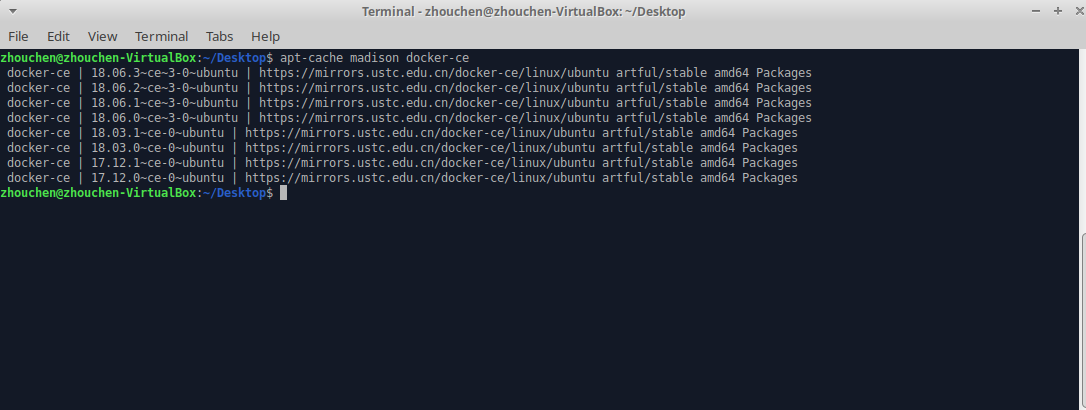 Terminal - zhouchen@zhouchen-VirtualBox: ~/Desktop
File Edit View Terminal Tabs Help
zhouchen@zhouchen-VirtualBox:~/Desktop$ apt-cache madison docker-ce
docker-ce | 18.06.3~ce~3-0~ubuntu | https://mirrors.ustc.edu.cn/docker-ce/linux/ubuntu artful/stable amd64 Packages
docker-ce | 18.06.2~ce~3-0~ubuntu | https://mirrors.ustc.edu.cn/docker-ce/linux/ubuntu artful/stable amd64 Packages
docker-ce | 18.06.1~ce~3-0~ubuntu | https://mirrors.ustc.edu.cn/docker-ce/linux/ubuntu artful/stable amd64 Packages
docker-ce | 18.06.0~ce~3-0~ubuntu | https://mirrors.ustc.edu.cn/docker-ce/linux/ubuntu artful/stable amd64 Packages
docker-ce | 18.03.1~ce-0~ubuntu | https://mirrors.ustc.edu.cn/docker-ce/linux/ubuntu artful/stable amd64 Packages
docker-ce | 18.03.0~ce-0~ubuntu | https://mirrors.ustc.edu.cn/docker-ce/linux/ubuntu artful/stable amd64 Packages
docker-ce | 17.12.1~ce-0~ubuntu | https://mirrors.ustc.edu.cn/docker-ce/linux/ubuntu artful/stable amd64 Packages
docker-ce | 17.12.0~ce-0~ubuntu | https://mirrors.ustc.edu.cn/docker-ce/linux/ubuntu artful/stable amd64 Packages
zhouchen@zhouchen-VirtualBox:~/Desktop$